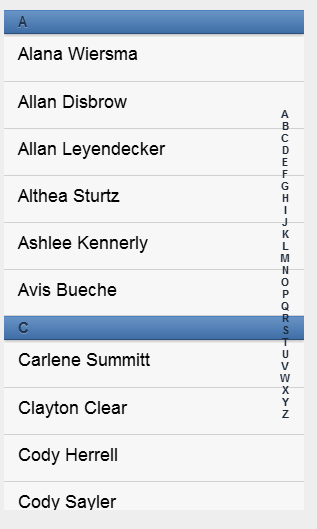 A
Alana Wiersma
Allan Disbrow
Allan Leyendecker
Althea Sturtz
Ashlee Kennerly
Avis Bueche
C
Carlene Summitt
Clayton Clear
Cody Herrell
Cody Sayler
A
B
C
D
E
F
G
H
I
J
K
L
M
N
O
P
Q
R
S
T
U
V
W
X
Y
Z